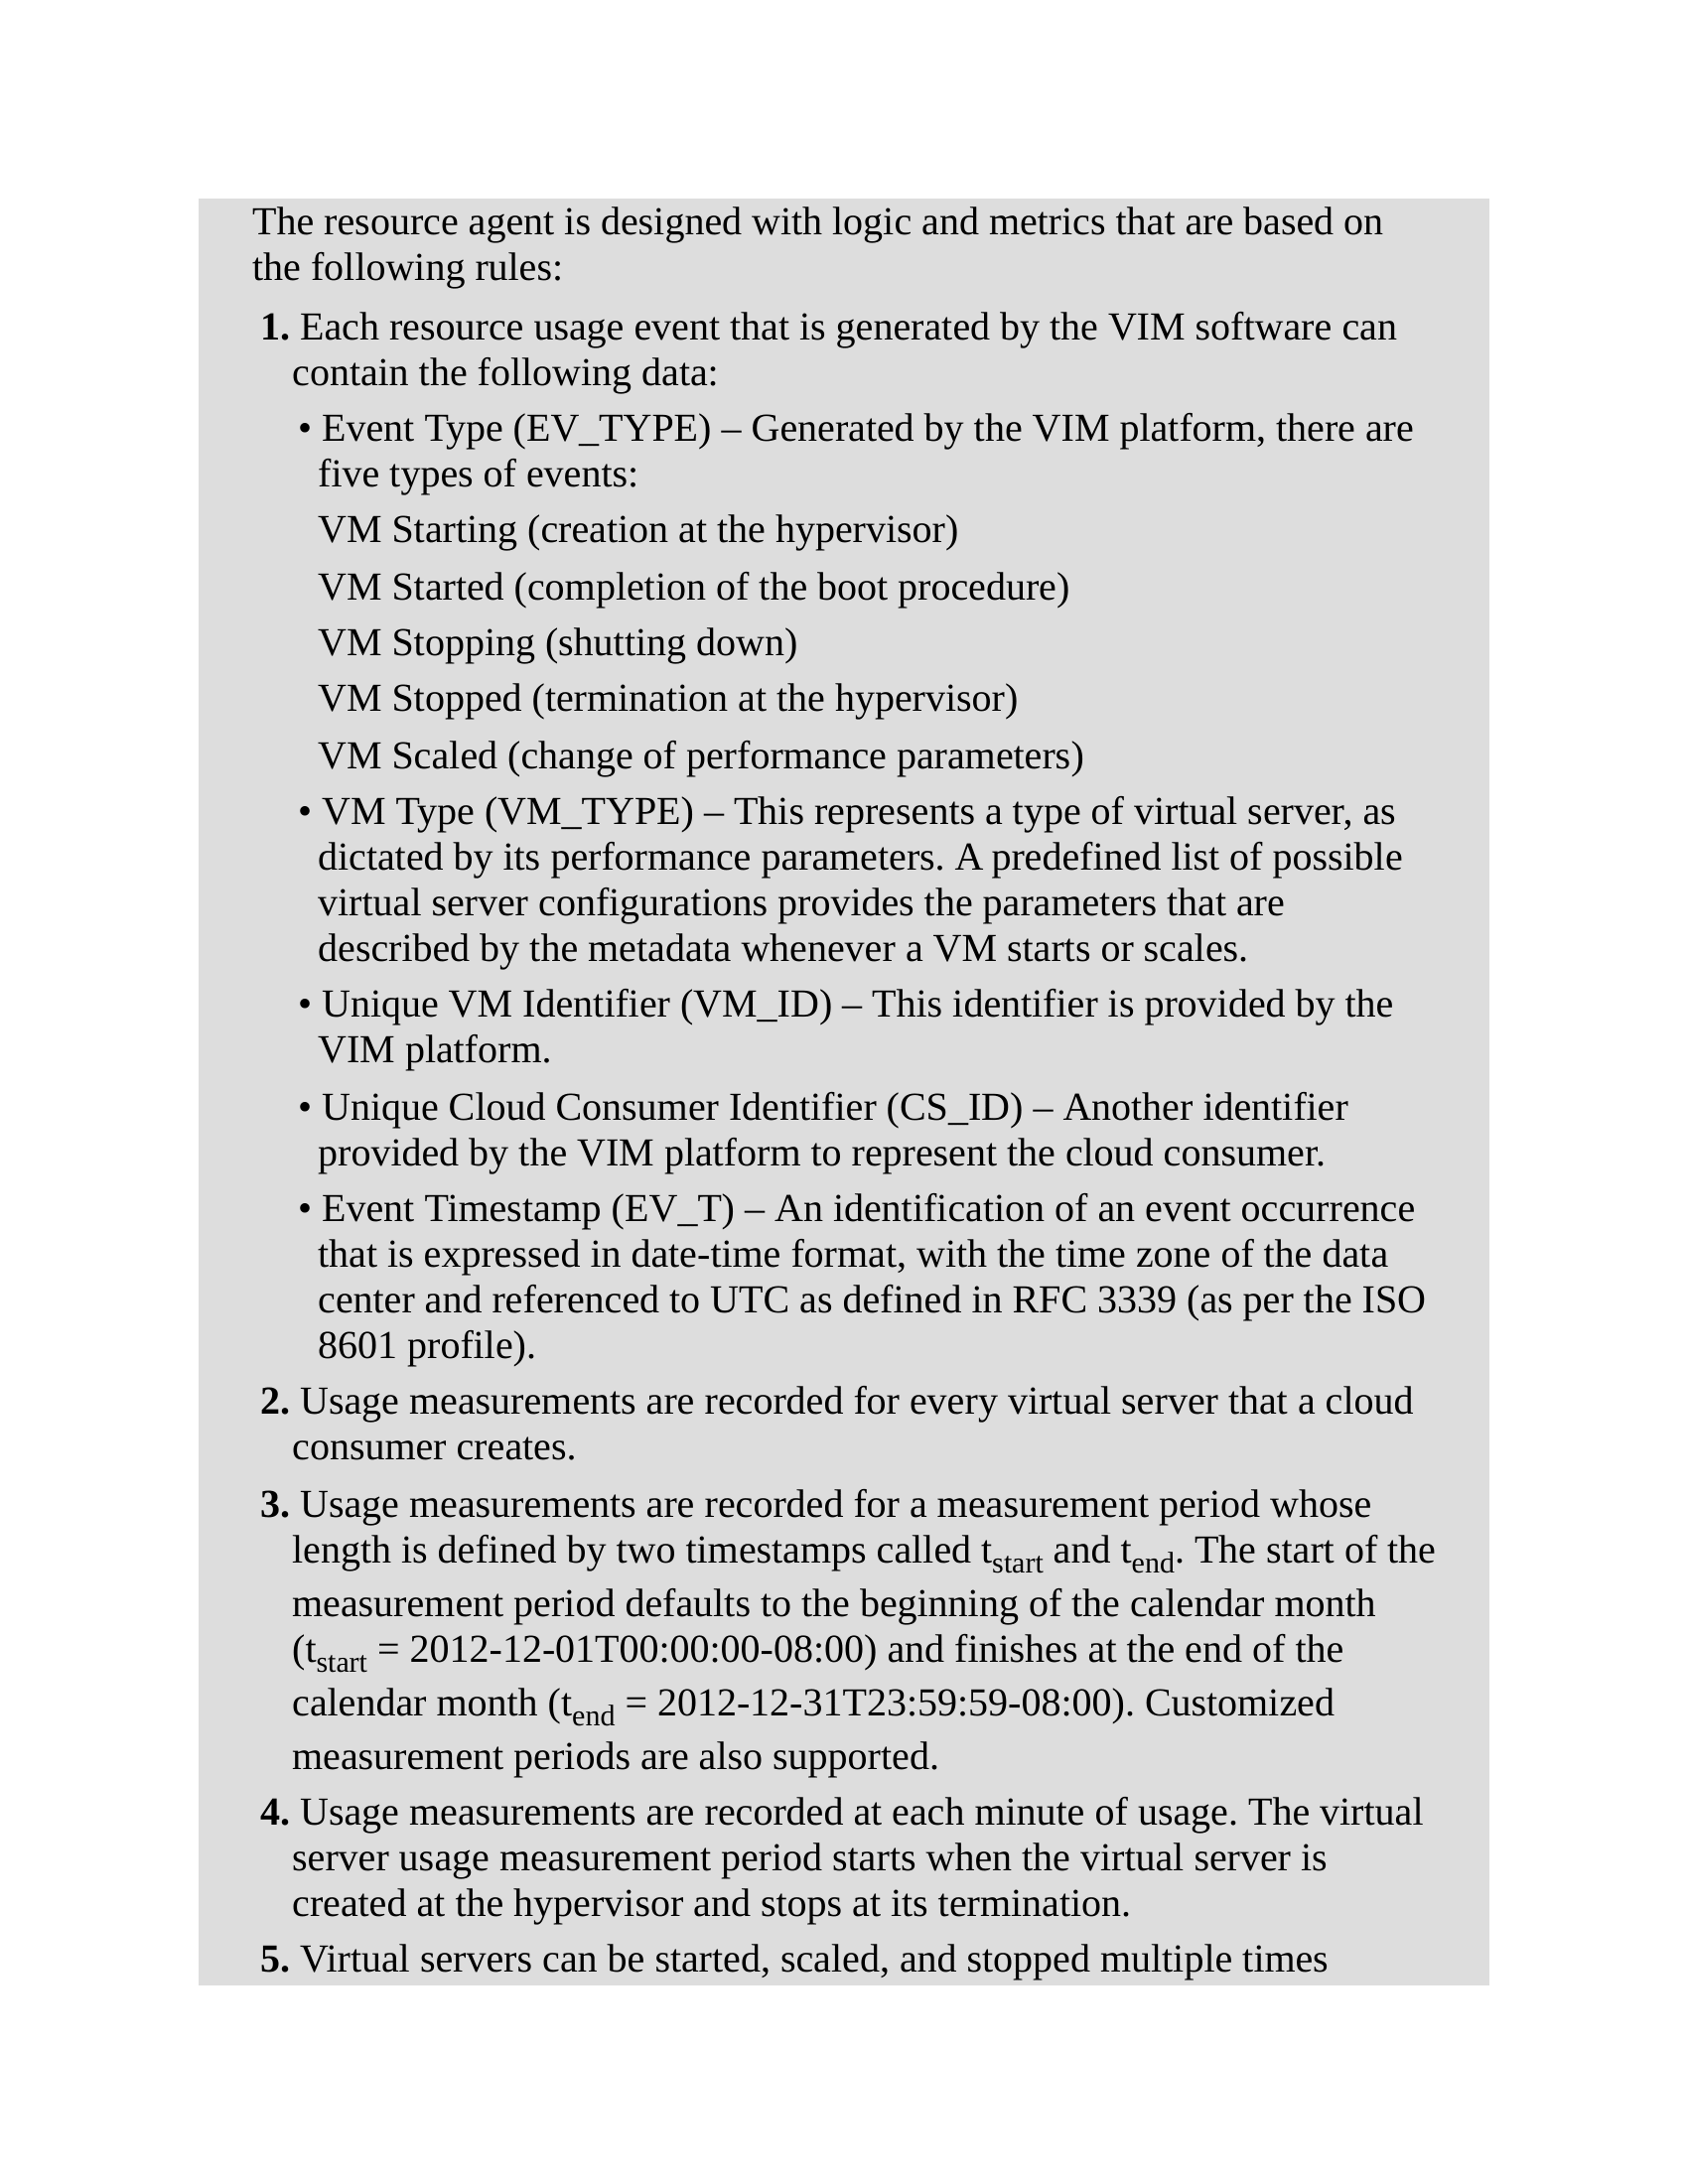 The resource agent is designed with logic and metrics that are based on
the following rules:
1. Each resource usage event that is generated by the VIM software can
contain the following data:
• Event Type (EV_TYPE) – Generated by the VIM platform, there are
five types of events:
VM Starting (creation at the hypervisor)
VM Started (completion of the boot procedure)
VM Stopping (shutting down)
VM Stopped (termination at the hypervisor)
VM Scaled (change of performance parameters)
• VM Type (VM_TYPE) – This represents a type of virtual server, as
dictated by its performance parameters. A predefined list of possible
virtual server configurations provides the parameters that are
described by the metadata whenever a VM starts or scales.
• Unique VM Identifier (VM_ID) – This identifier is provided by the
VIM platform.
• Unique Cloud Consumer Identifier (CS_ID) – Another identifier
provided by the VIM platform to represent the cloud consumer.
• Event Timestamp (EV_T) – An identification of an event occurrence
that is expressed in date-time format, with the time zone of the data
center and referenced to UTC as defined in RFC 3339 (as per the ISO
8601 profile).
2. Usage measurements are recorded for every virtual server that a cloud
consumer creates.
3. Usage measurements are recorded for a measurement period whose
length is defined by two timestamps called tstart and tend. The start of the
measurement period defaults to the beginning of the calendar month
(tstart = 2012-12-01T00:00:00-08:00) and finishes at the end of the
calendar month (tend = 2012-12-31T23:59:59-08:00). Customized
measurement periods are also supported.
4. Usage measurements are recorded at each minute of usage. The virtual
server usage measurement period starts when the virtual server is
created at the hypervisor and stops at its termination.
5. Virtual servers can be started, scaled, and stopped multiple times